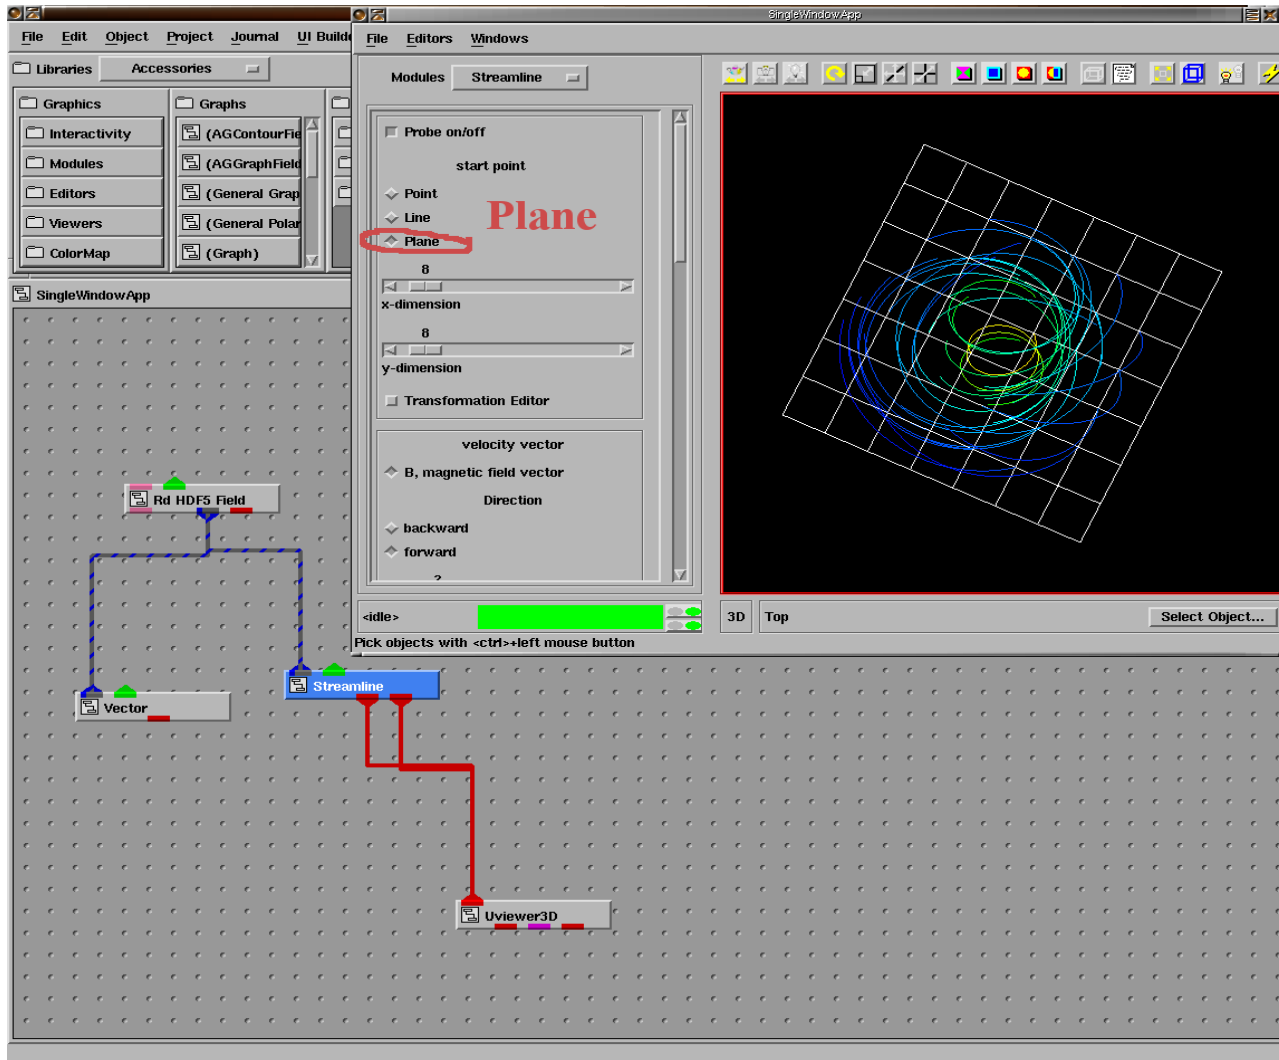 SingleWindowApp
File Edit Object Project Journal UI Builde
File Editors Windows
Libraries Accessories
Modules Streamline
Graphics
Graphs
Interactivity
Modules
Editors
Viewers
ColorMap
(AGContourFie
(AGGraphField
(General Grap
(General Polar
(Graph)
Probe on/off
start point
Point
Line
Plane
Plane
8
x-dimension
8
y-dimension
Transformation Editor
velocity vector
B, magnetic field vector
Direction
backward
forward
2
<idle>
3D Top Select Object...
Pick objects with <ctrl>+left mouse button
SingleWindowApp
Rd HDF5 Field
Streamline
Vector
Uviewer3D